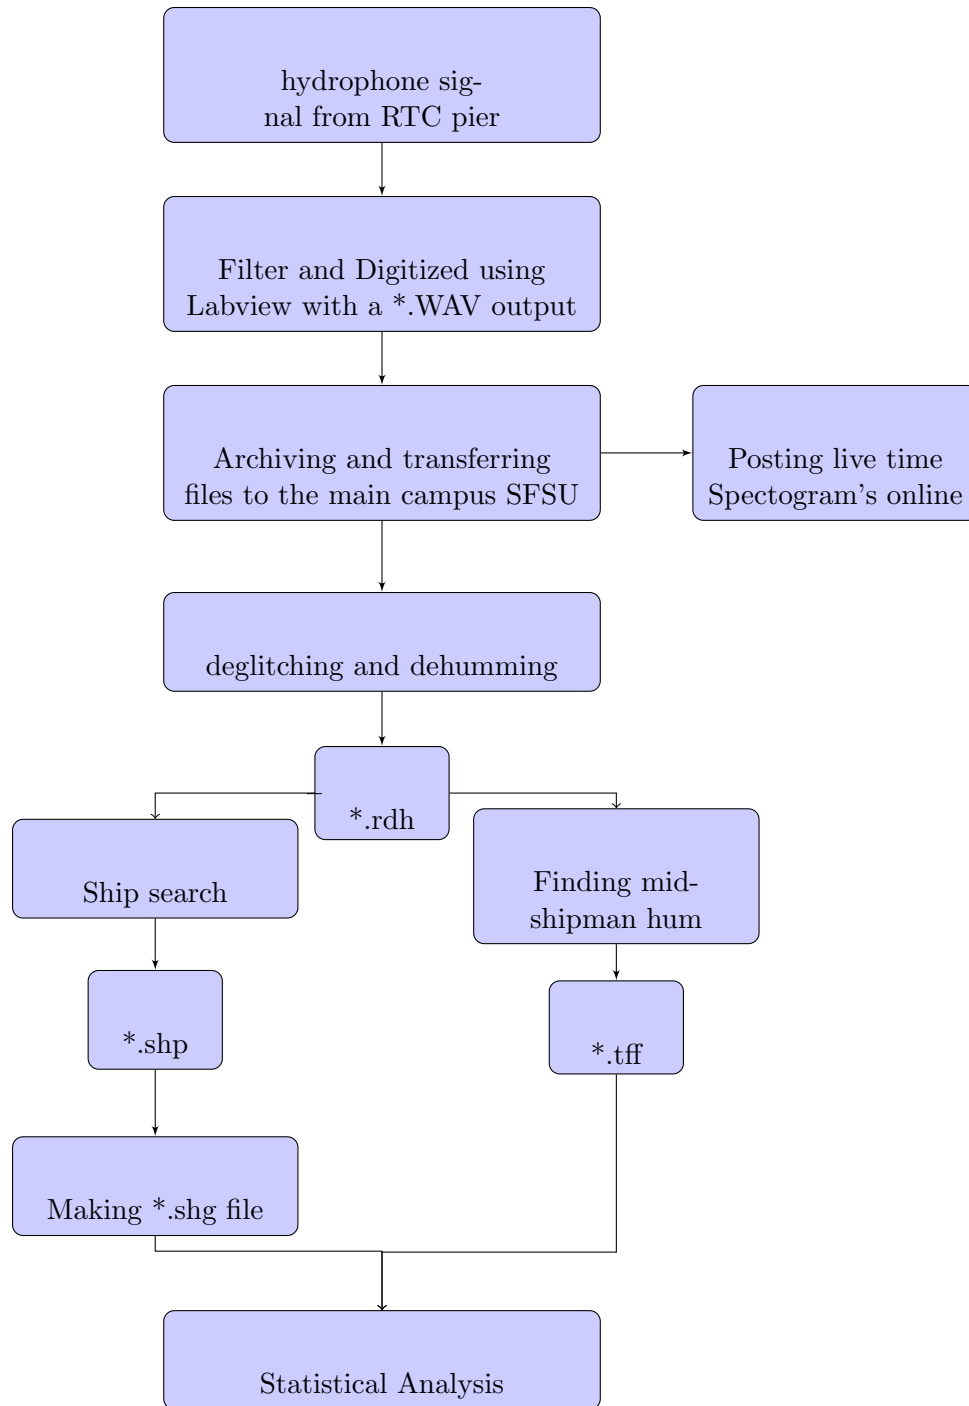 hydrophone sig-
nal from RTC pier
Filter and Digitized using
Labview with a *.WAV output
Archiving and transferring
files to the main campus SFSU
Posting live time
Spectogram's online
deglitching and dehumming
*.rdh
Ship search
Finding mid-
shipman hum
*.shp
*.tff
Making *.shg file
Statistical Analysis